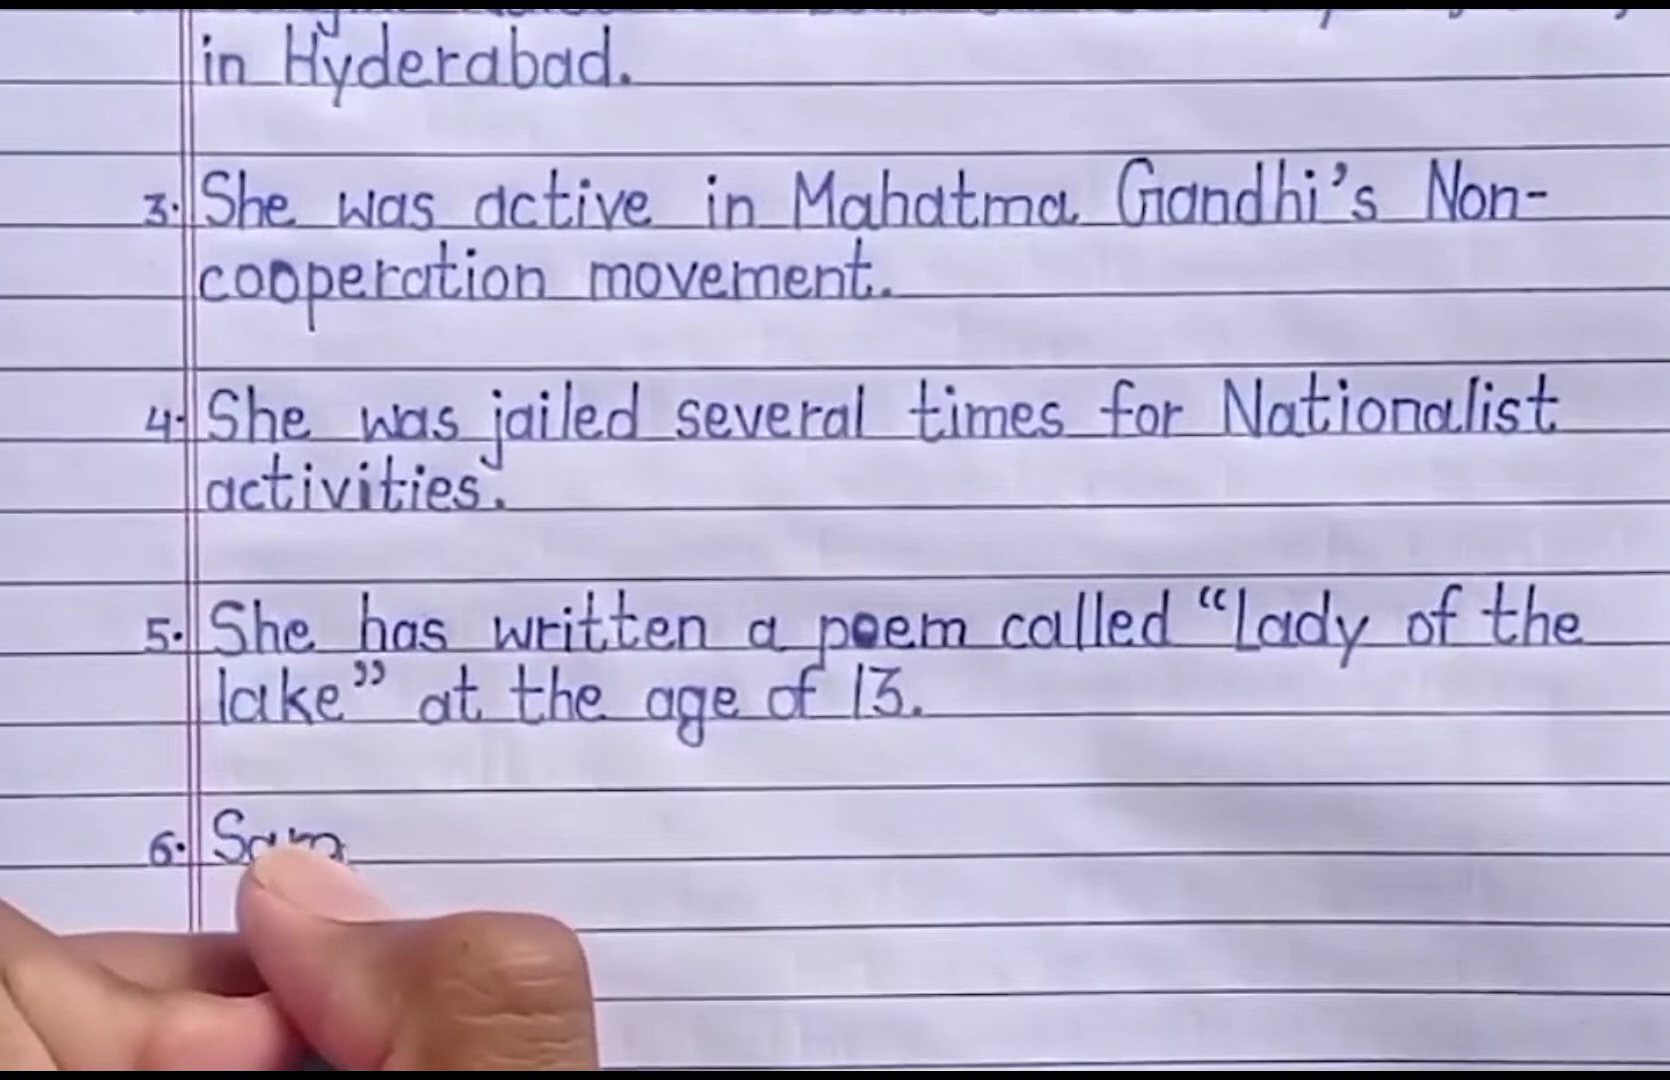 in Hyderabad.
3. She was active in Mahatma Gandhi's Non-
cooperation movement.
4. She was jailed several times for Nationalist
activities.
5. She has written a poem called “Lady of the
lake” at the age of 13.
6.